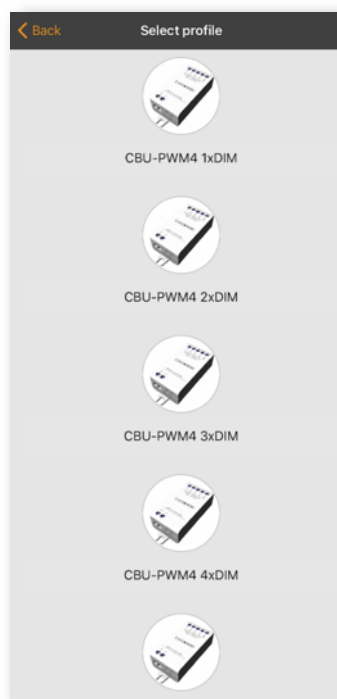 Back
Select profile
CBU-PWM4 1xDIM
CBU-PWM4 2xDIM
CBU-PWM4 3xDIM
CBU-PWM4 4xDIM